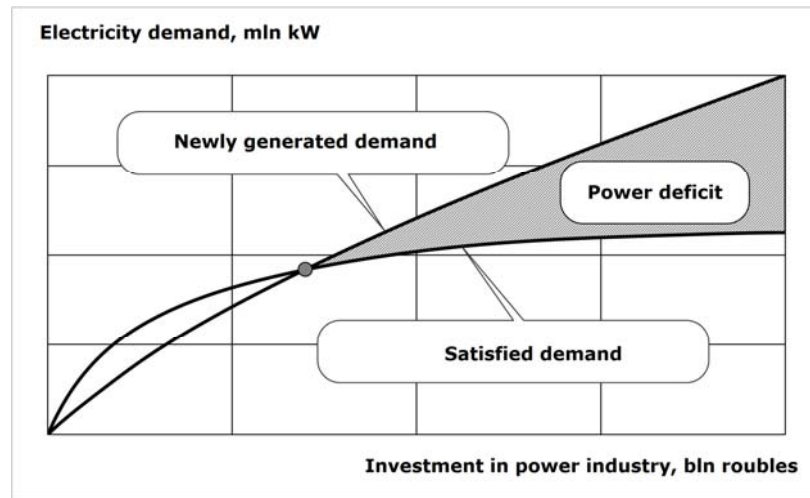 Electricity demand, mln kW
Newly generated demand
Power deficit
Satisfied demand
Investment in power industry, bln roubles